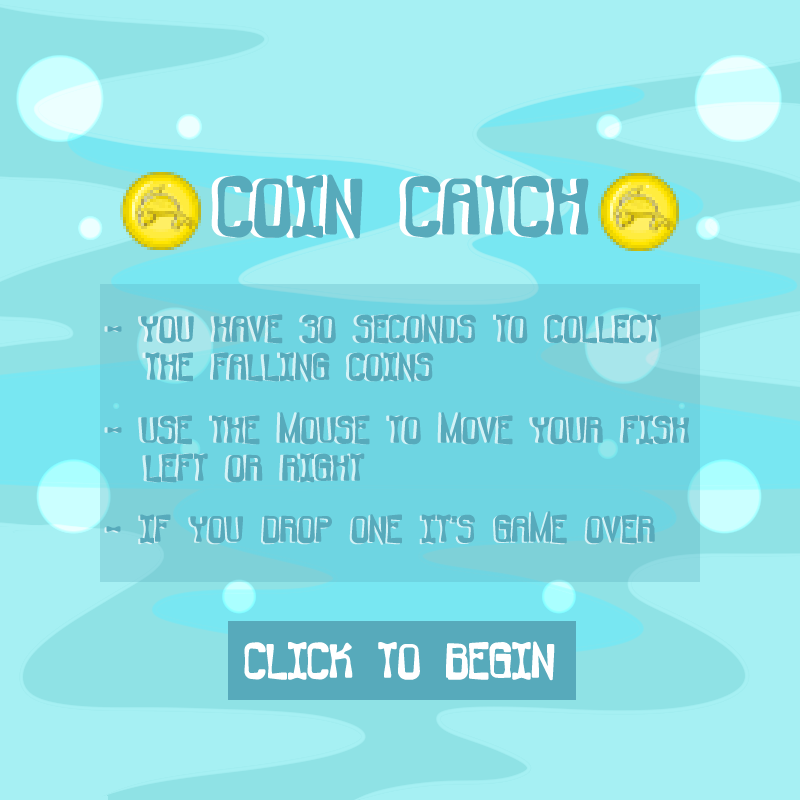 COIN CATCH
- YOU HAVE 30 SECONDS TO COLLECT
THE FALLING COINS
- USE THE MOUSE TO MOVE YOUR FISH
LEFT OR RIGHT
- IF YOU DROP ONE IT'S GAME OVER
CLICK TO BEGIN